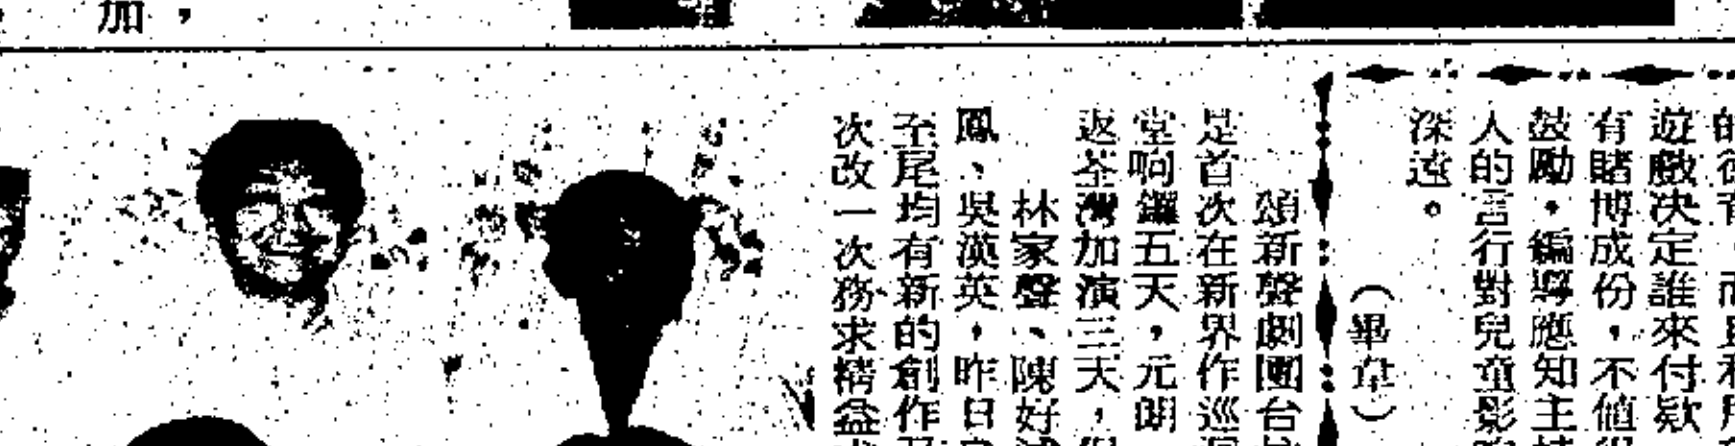 加，
遊戲決定誰來付欵
有賭博成份，不值
鼓勵。編導應知主
人的言行對兒童影
深遠。
（畢韋）
頌新聲劇團台
是首次在新界作巡
堂响鑼五天，元朗
返荃灣加演三天，
林家聲、陳好
鳳、吳漢英，昨日
至尾均有新的創作
次改一次務求精益